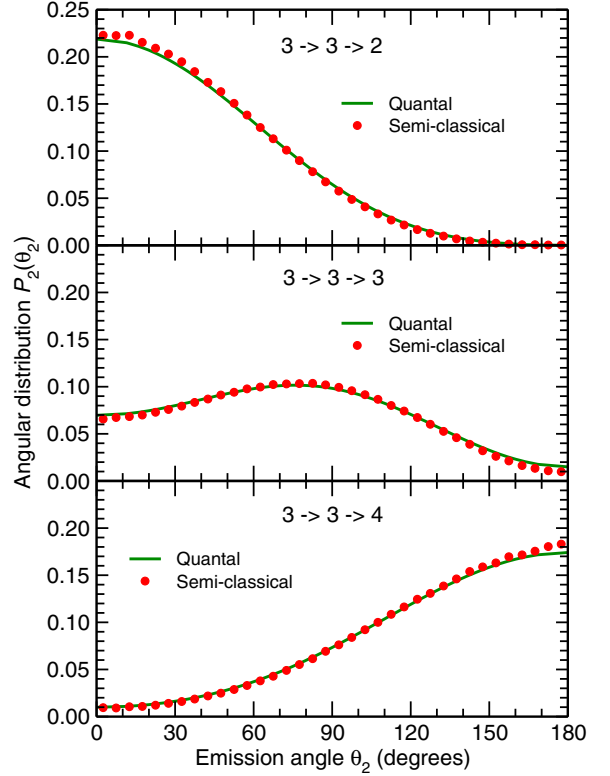 0.25
0.20
0.15
0.10
0.05
0.00
3 -> 3 -> 2
Quantal
Semi-classical
0.20
0.15
0.10
0.05
0.00
3 -> 3 -> 3
Quantal
Semi-classical
0.20
0.15
0.10
0.05
0.00
3 -> 3 -> 4
Quantal
Semi-classical
Angular distribution P₂(θ₂)
0 30 60 90 120 150 180
Emission angle θ₂ (degrees)